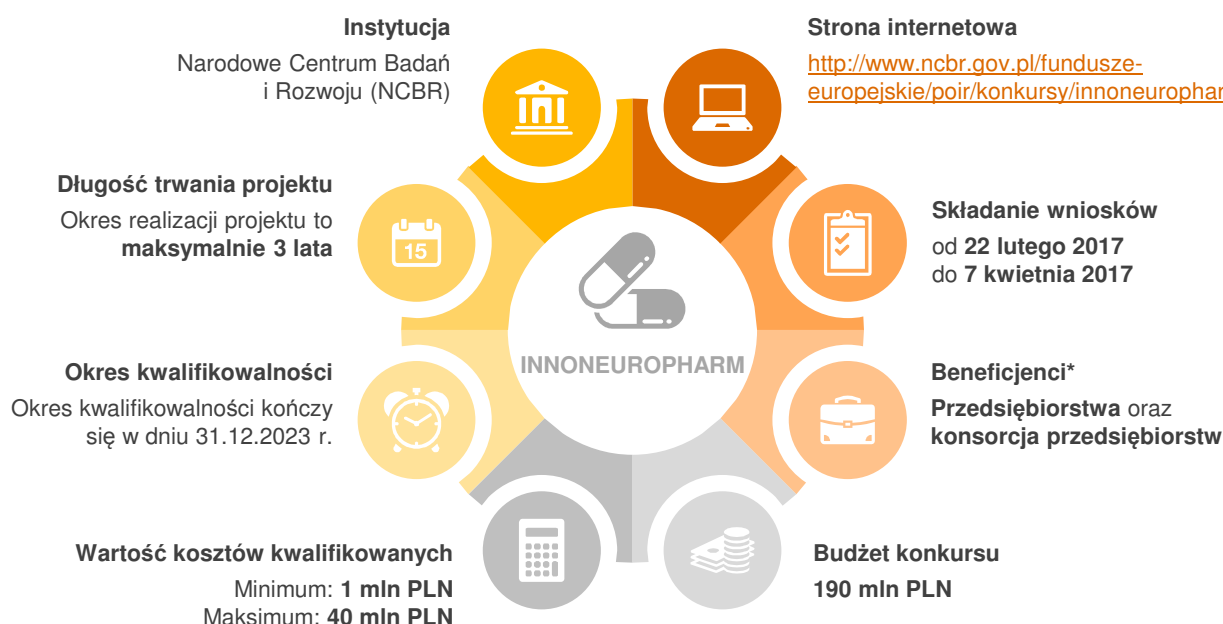 Instytucja
Narodowe Centrum Badań
i Rozwoju (NCBR)
Strona internetowa
http://www.ncbr.gov.pl/fundusze-
europejskie/poir/konkursy/innoneurophar
Długość trwania projektu
Okres realizacji projektu to
maksymalnie 3 lata
15
Składanie wniosków
od 22 lutego 2017
do 7 kwietnia 2017
INNONEUROPHARM
Okres kwalifikowalności
Okres kwalifikowalności kończy
się w dniu 31.12.2023 r.
Beneficjenci*
Przedsiębiorstwa oraz
konsorcja przedsiębiorstw
Wartość kosztów kwalifikowanych
Minimum: 1 mln PLN
Maksimum: 40 mln PLN
Budżet konkursu
190 mln PLN